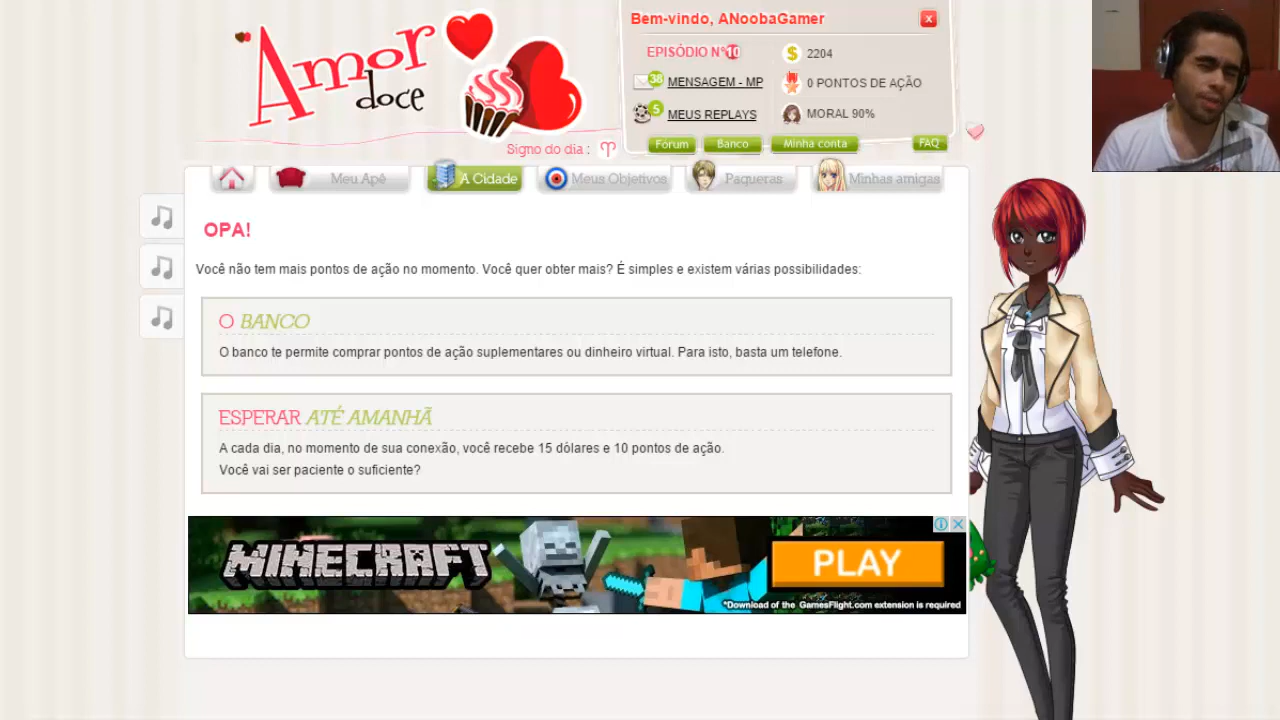 Amor
doce
Signo do dia :
Bem-vindo, ANoobaGamer
x
EPISÓDIO Nº10
2204
38 MENSAGEM - MP
0 PONTOS DE AÇÃO
5 MEUS REPLAYS
MORAL 90%
Fórum
Banco
Minha conta
FAQ
Meu Apê
A Cidade
Meus Objetivos
Paqueras
Minhas amigas
OPA!
Você não tem mais pontos de ação no momento. Você quer obter mais? É simples e existem várias possibilidades:
O BANCO
O banco te permite comprar pontos de ação suplementares ou dinheiro virtual. Para isto, basta um telefone.
ESPERAR ATÉ AMANHÃ
A cada dia, no momento de sua conexão, você recebe 15 dólares e 10 pontos de ação.
Você vai ser paciente o suficiente?
MINECRAFT
PLAY
*Download of the GamesFlight.com extension is required